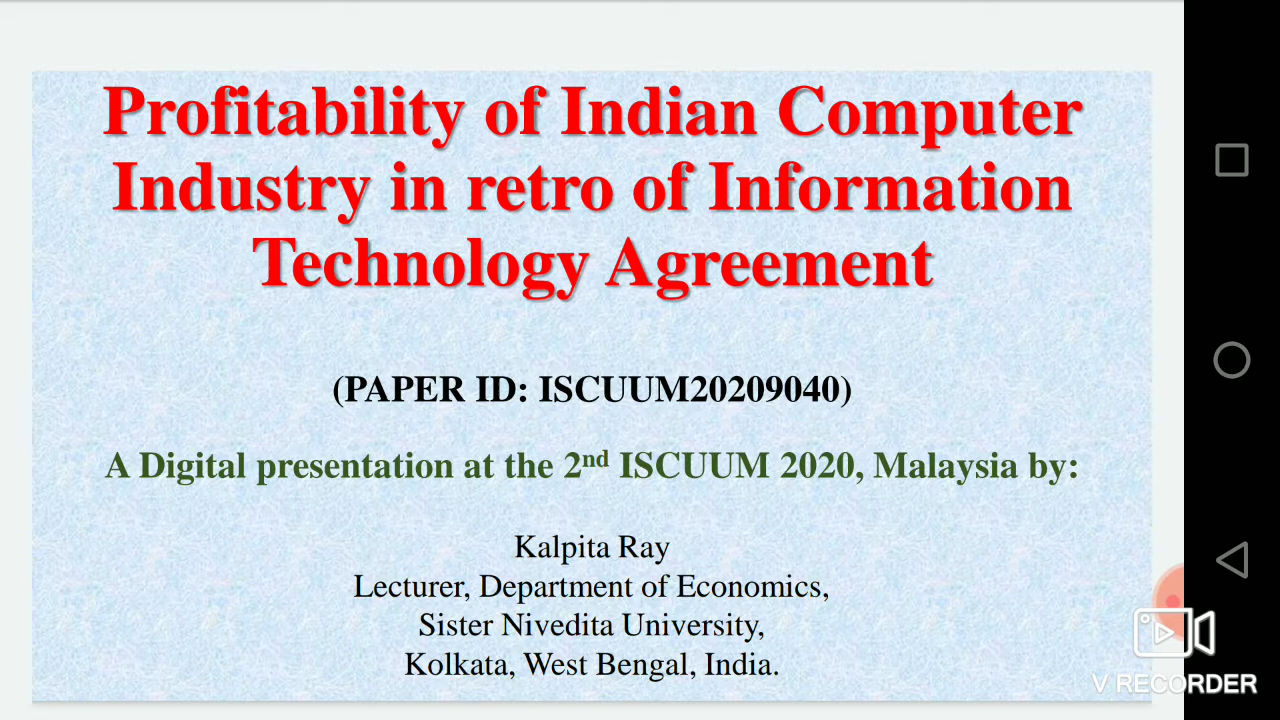 Profitability of Indian Computer
Industry in retro of Information
Technology Agreement
(PAPER ID: ISCUUM20209040)
A Digital presentation at the 2nd ISCUUM 2020, Malaysia by:
Kalpita Ray
Lecturer, Department of Economics,
Sister Nivedita University,
Kolkata, West Bengal, India.
V RECORDER